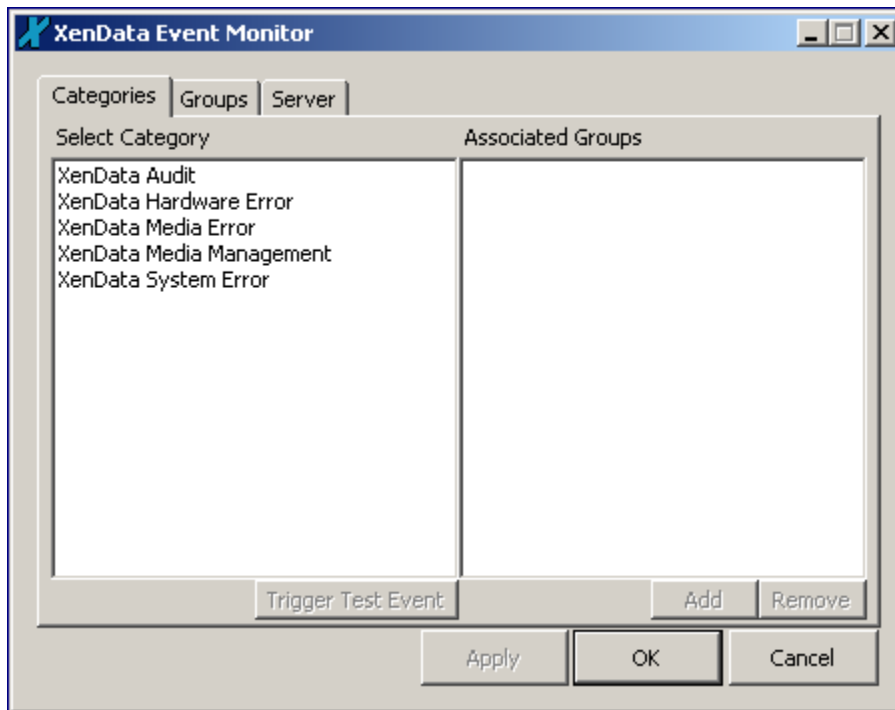 XenData Event Monitor
Categories Groups Server
Select Category Associated Groups
XenData Audit
XenData Hardware Error
XenData Media Error
XenData Media Management
XenData System Error
Trigger Test Event Add Remove
Apply OK Cancel